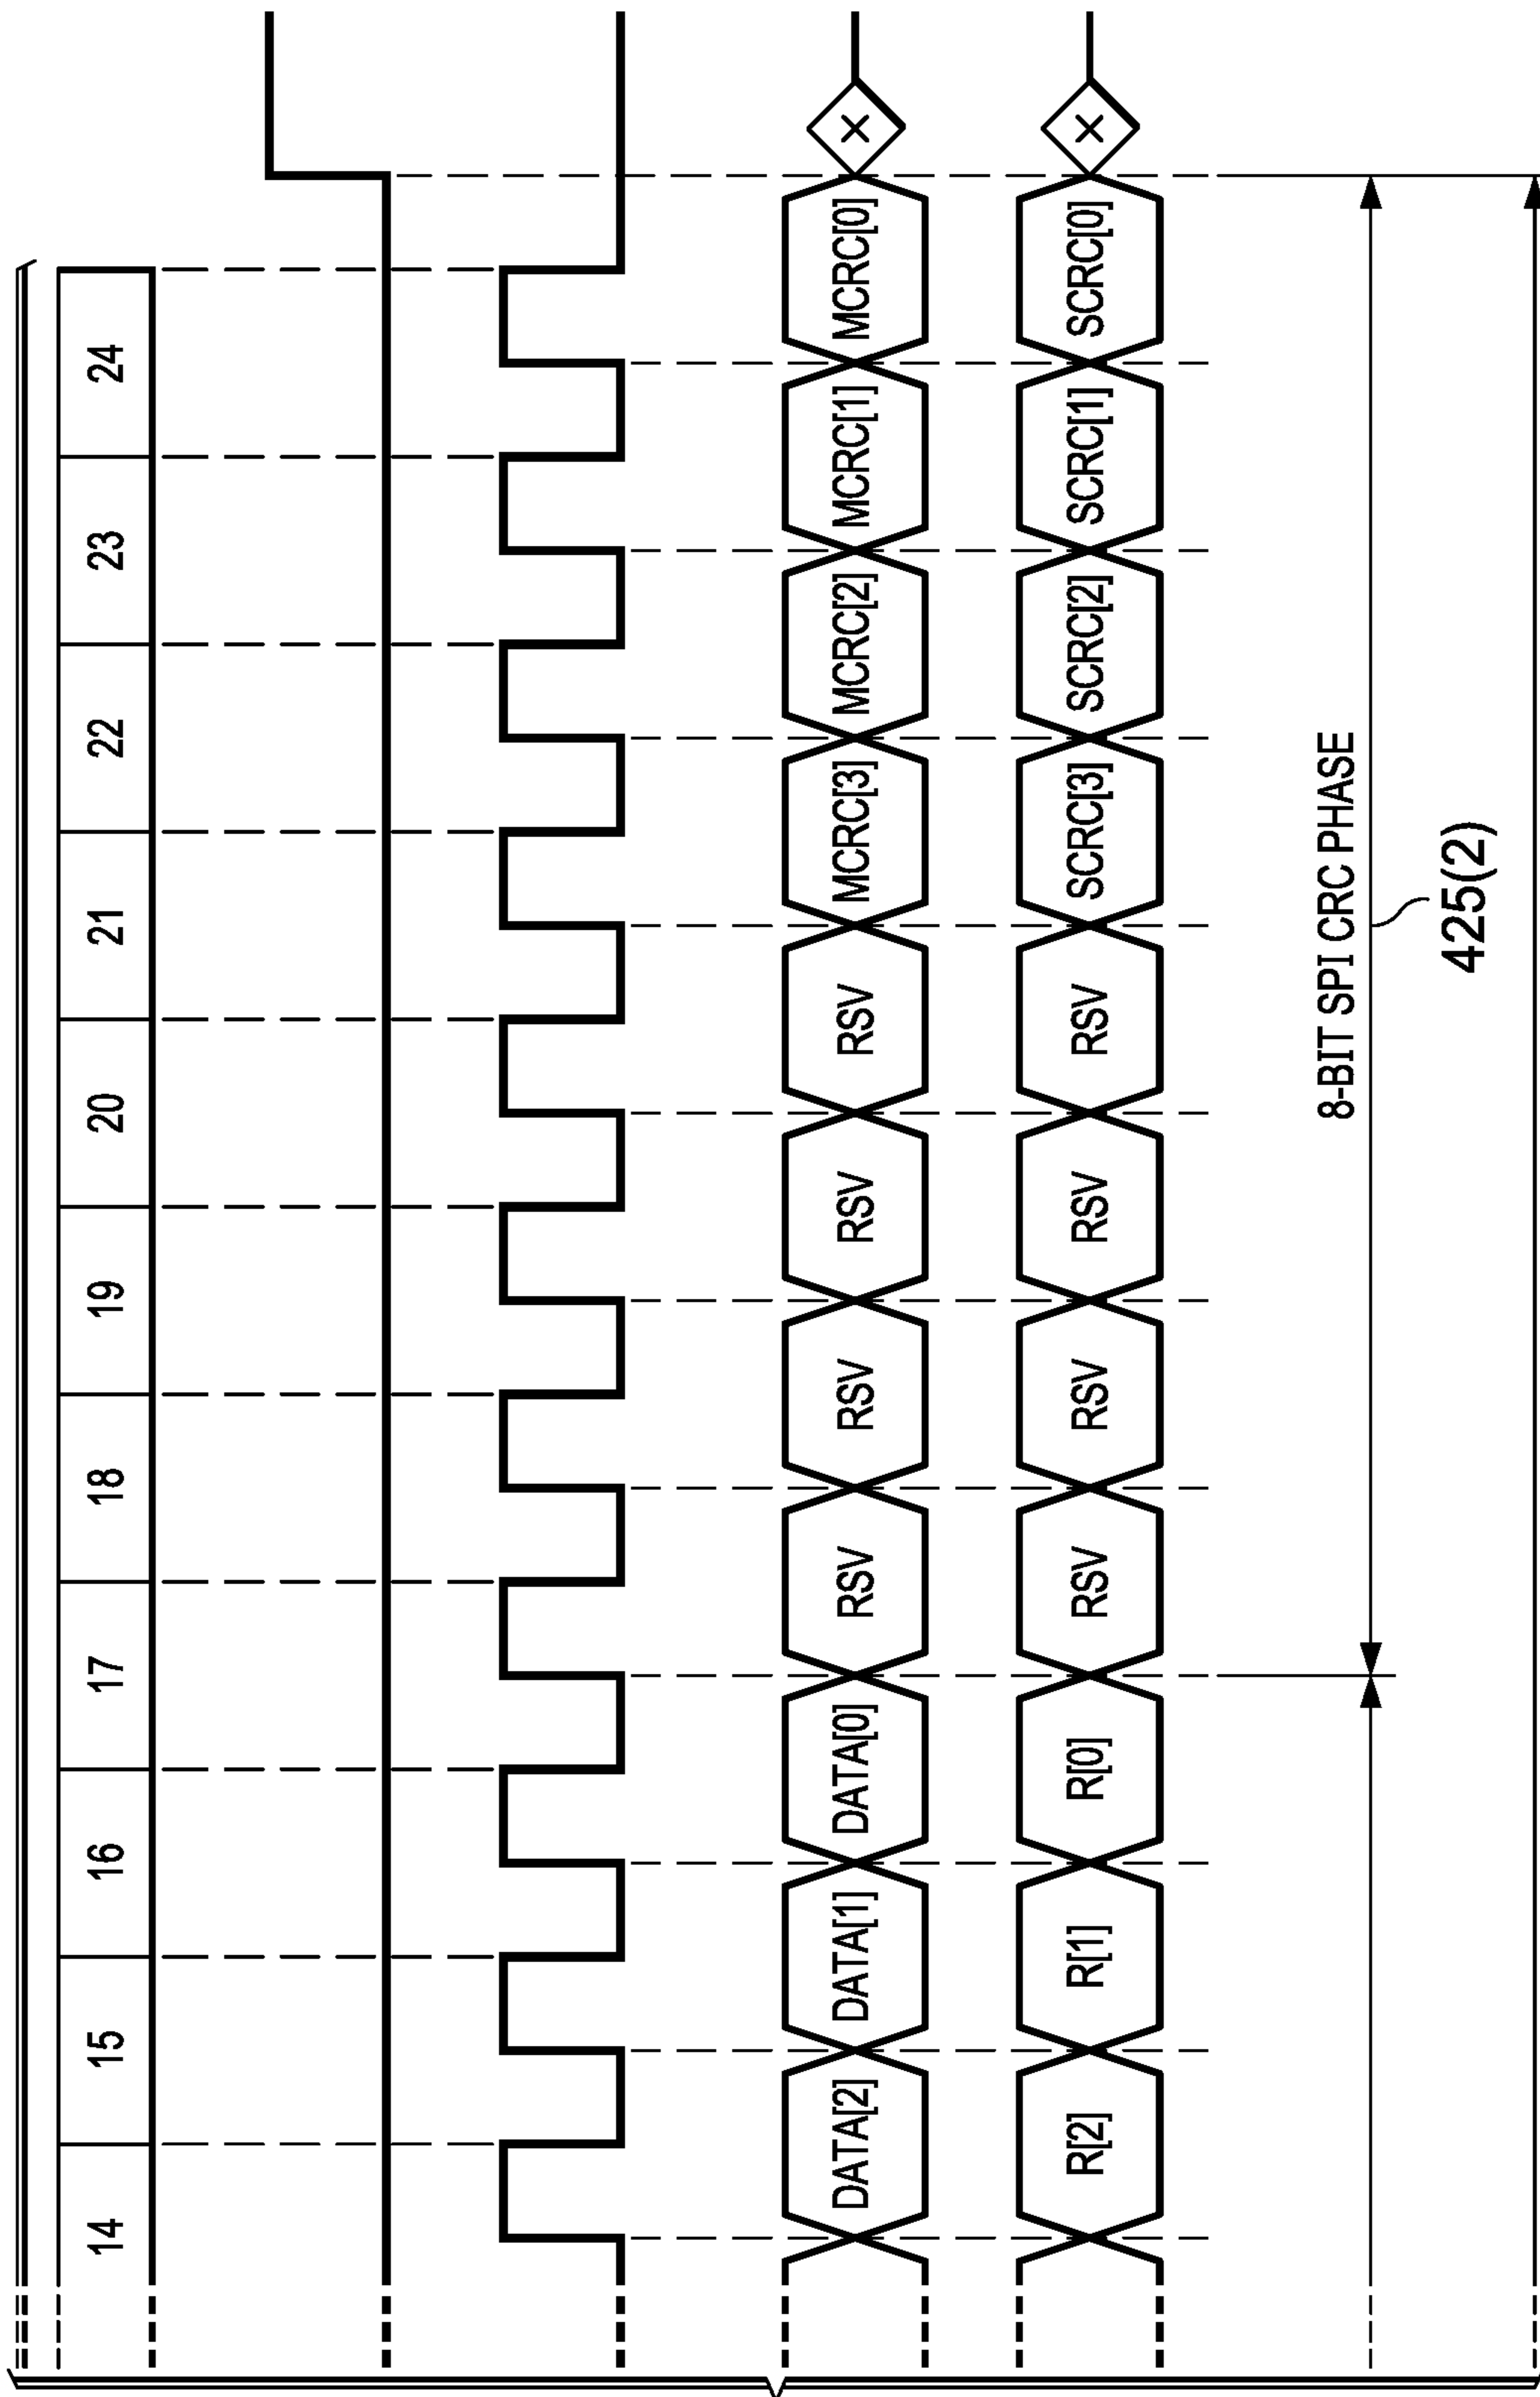 14 15 16 17 18 19 20 21 22 23 24
DATA[2] DATA[1] DATA[0] RSV RSV RSV RSV MCRC[3] MCRC[2] MCRC[1] MCRC[0] X
R[2] R[1] R[0] RSV RSV RSV RSV SCRC[3] SCRC[2] SCRC[1] SCRC[0] X
8-BIT SPI CRC PHASE
425(2)